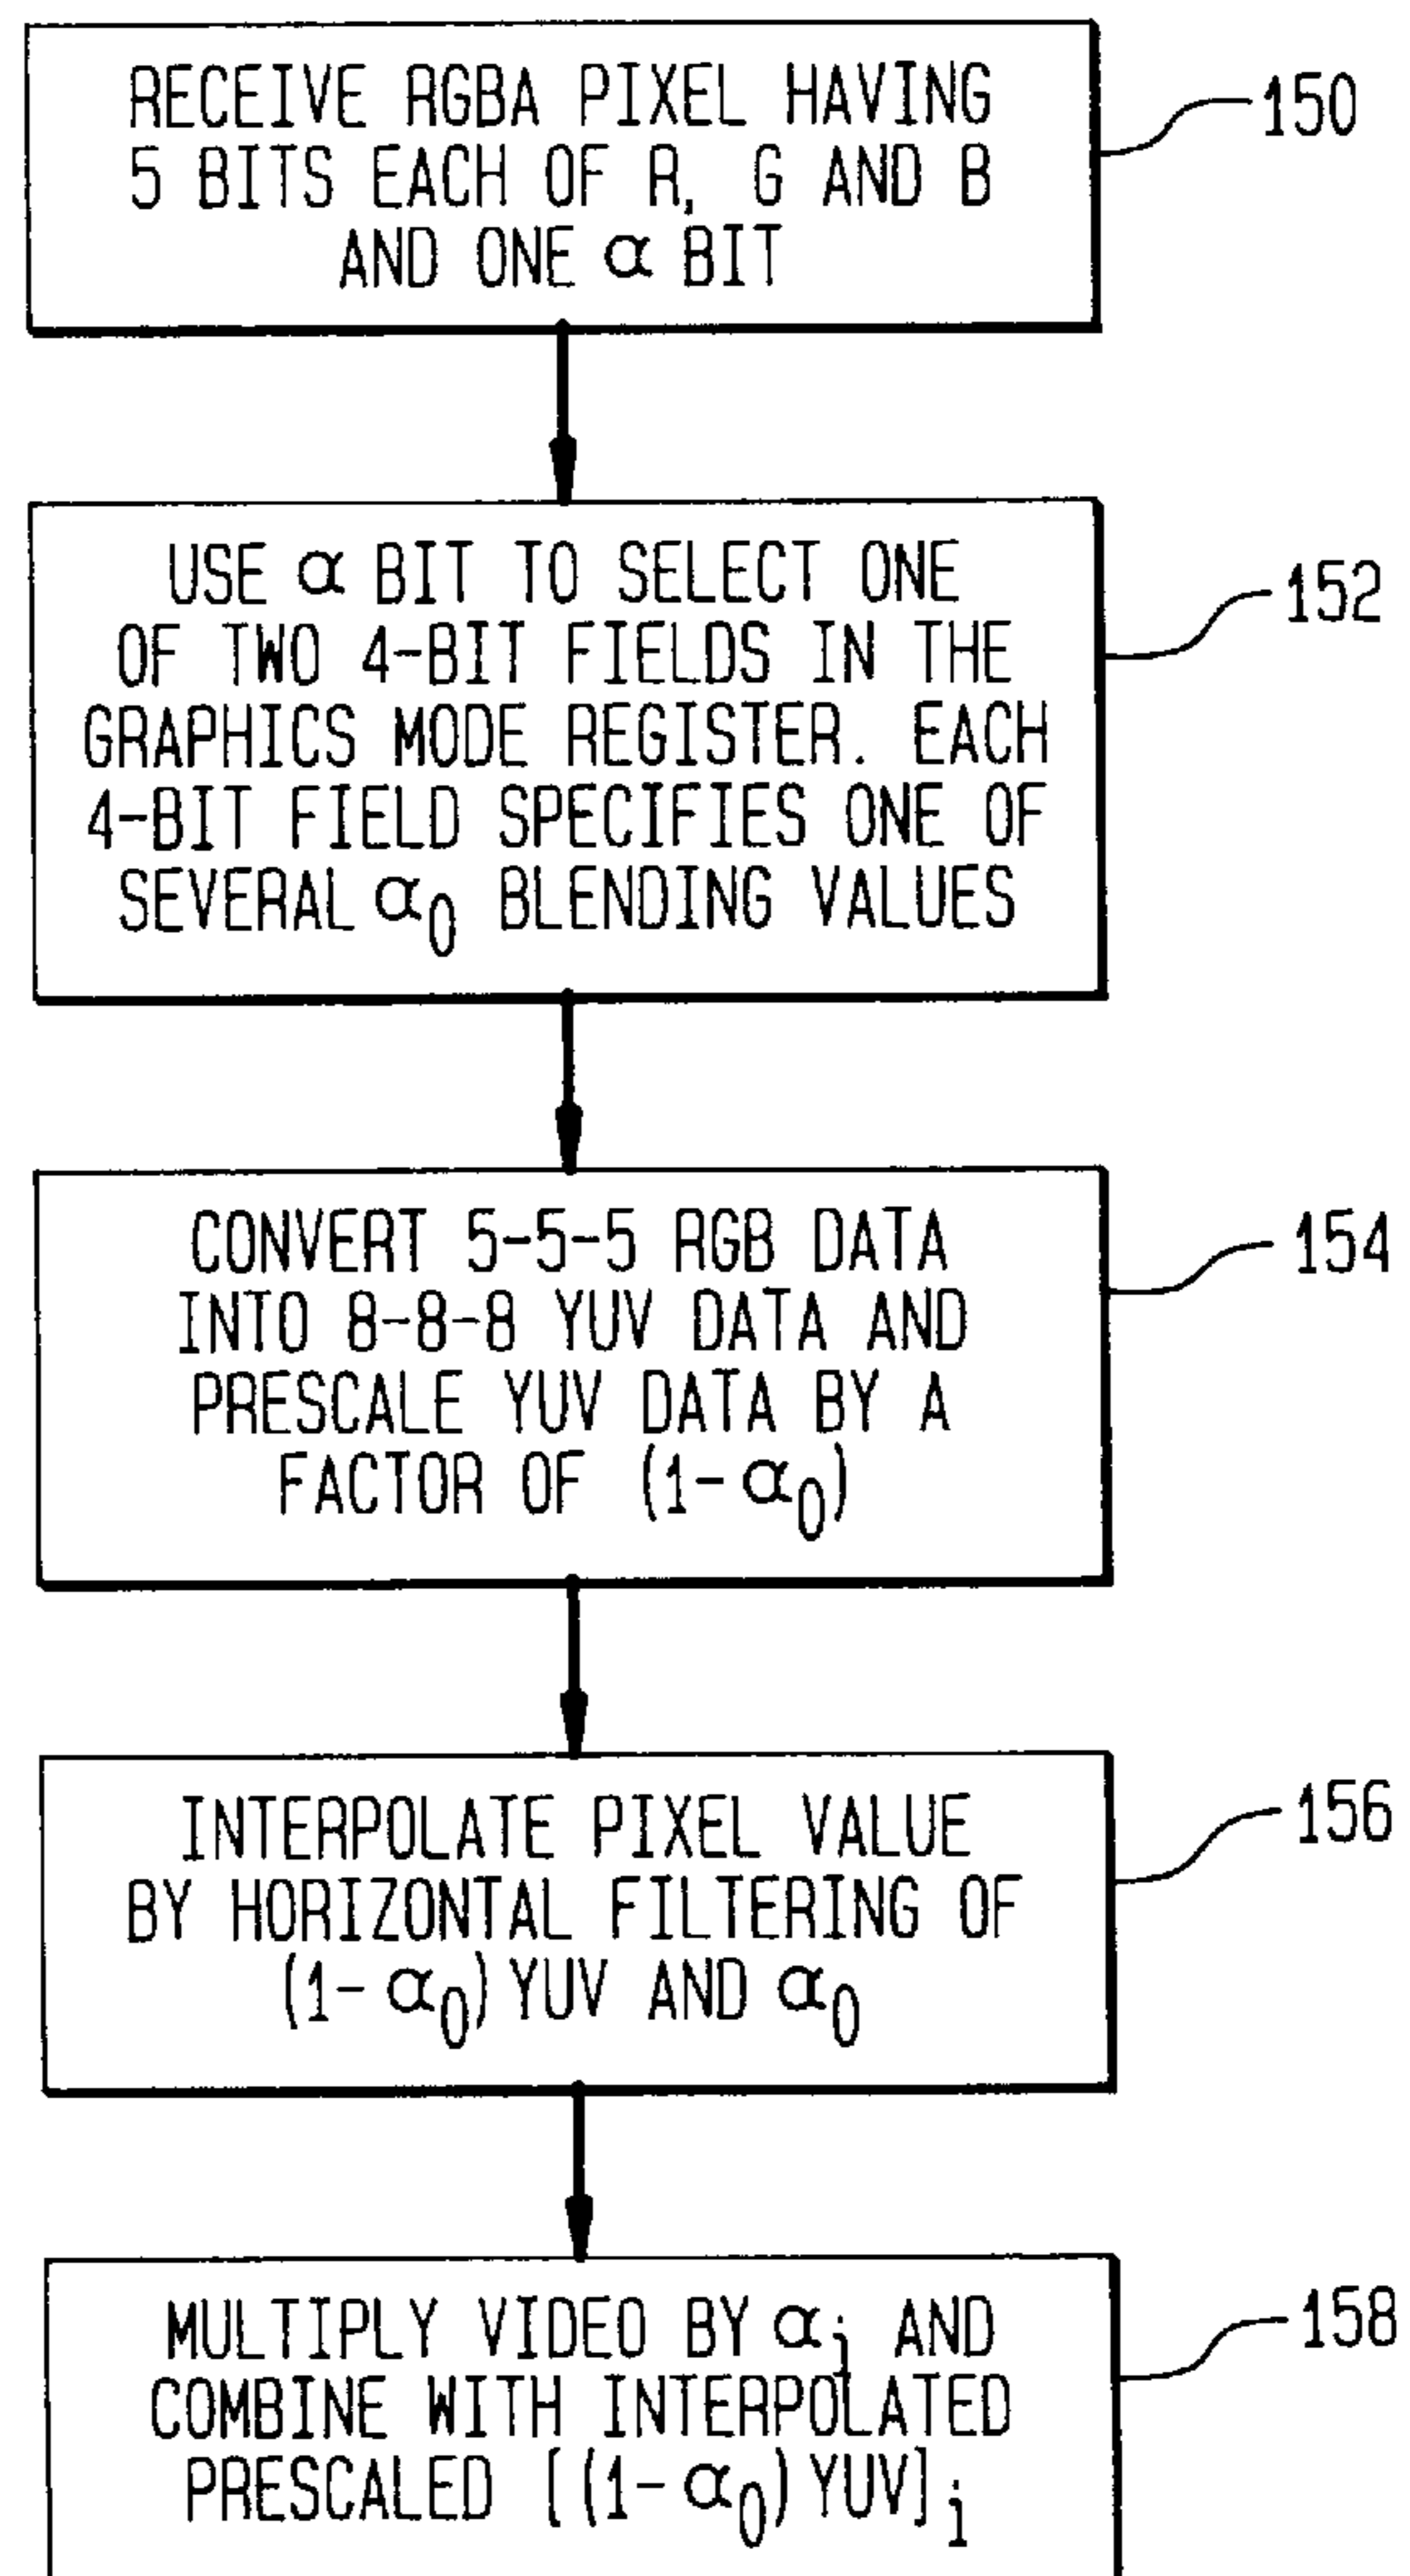 RECEIVE RGBA PIXEL HAVING
5 BITS EACH OF R, G AND B
AND ONE α BIT
150
USE α BIT TO SELECT ONE
OF TWO 4-BIT FIELDS IN THE
GRAPHICS MODE REGISTER. EACH
4-BIT FIELD SPECIFIES ONE OF
SEVERAL α₀ BLENDING VALUES
152
CONVERT 5-5-5 RGB DATA
INTO 8-8-8 YUV DATA AND
PRESCALE YUV DATA BY A
FACTOR OF (1-α₀)
154
INTERPOLATE PIXEL VALUE
BY HORIZONTAL FILTERING OF
(1-α₀)YUV AND α₀
156
MULTIPLY VIDEO BY αᵢ AND
COMBINE WITH INTERPOLATED
PRESCALED [(1-α₀)YUV]ᵢ
158